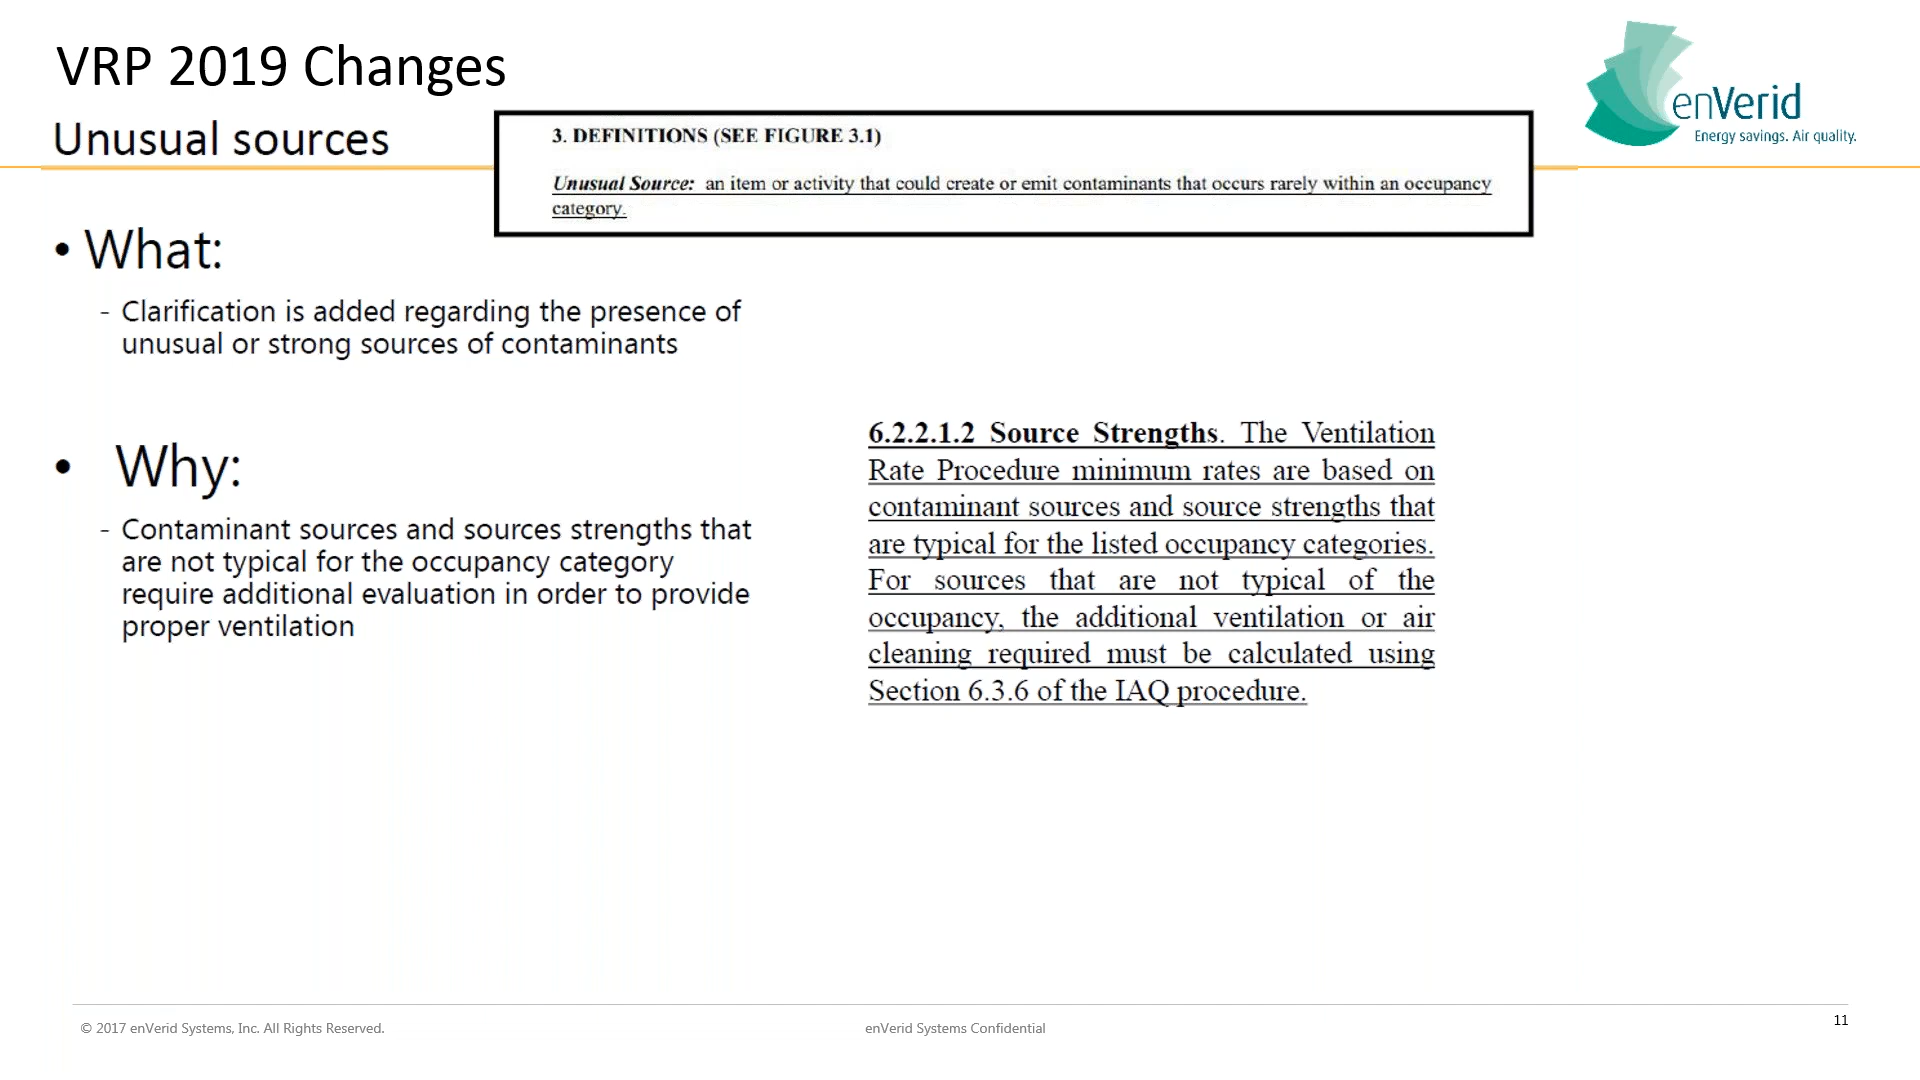 VRP 2019 Changes
Unusual sources
enVerid
Energy savings. Air quality.
3. DEFINITIONS (SEE FIGURE 3.1)
Unusual Source: an item or activity that could create or emit contaminants that occurs rarely within an occupancy
category.
• What:
- Clarification is added regarding the presence of
unusual or strong sources of contaminants
• Why:
- Contaminant sources and sources strengths that
are not typical for the occupancy category
require additional evaluation in order to provide
proper ventilation
6.2.2.1.2 Source Strengths. The Ventilation
Rate Procedure minimum rates are based on
contaminant sources and source strengths that
are typical for the listed occupancy categories.
For sources that are not typical of the
occupancy, the additional ventilation or air
cleaning required must be calculated using
Section 6.3.6 of the IAQ procedure.
© 2017 enVerid Systems, Inc. All Rights Reserved.
enVerid Systems Confidential
11